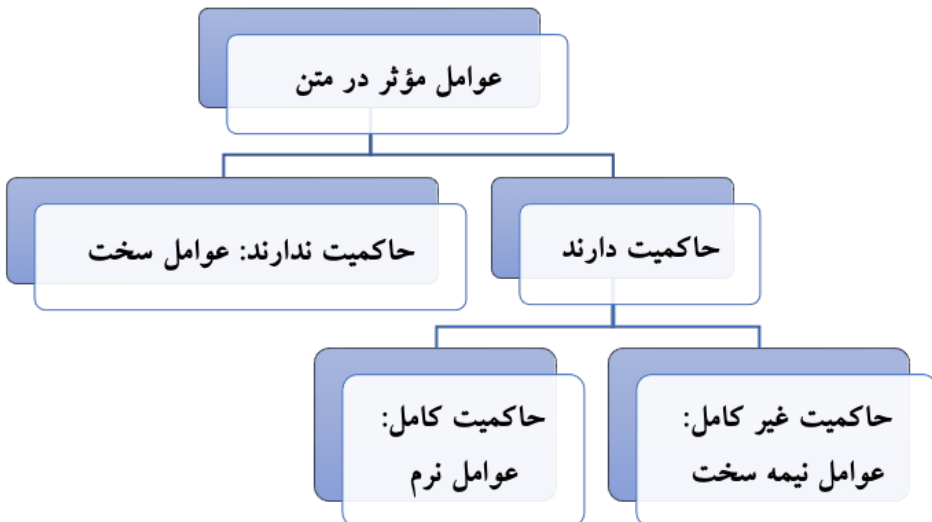 عوامل مؤثر در متن
حاکمیت دارند
حاکمیت ندارند: عوامل سخت
حاکمیت غیر کامل:
عوامل نیمه سخت
حاکمیت کامل:
عوامل نرم